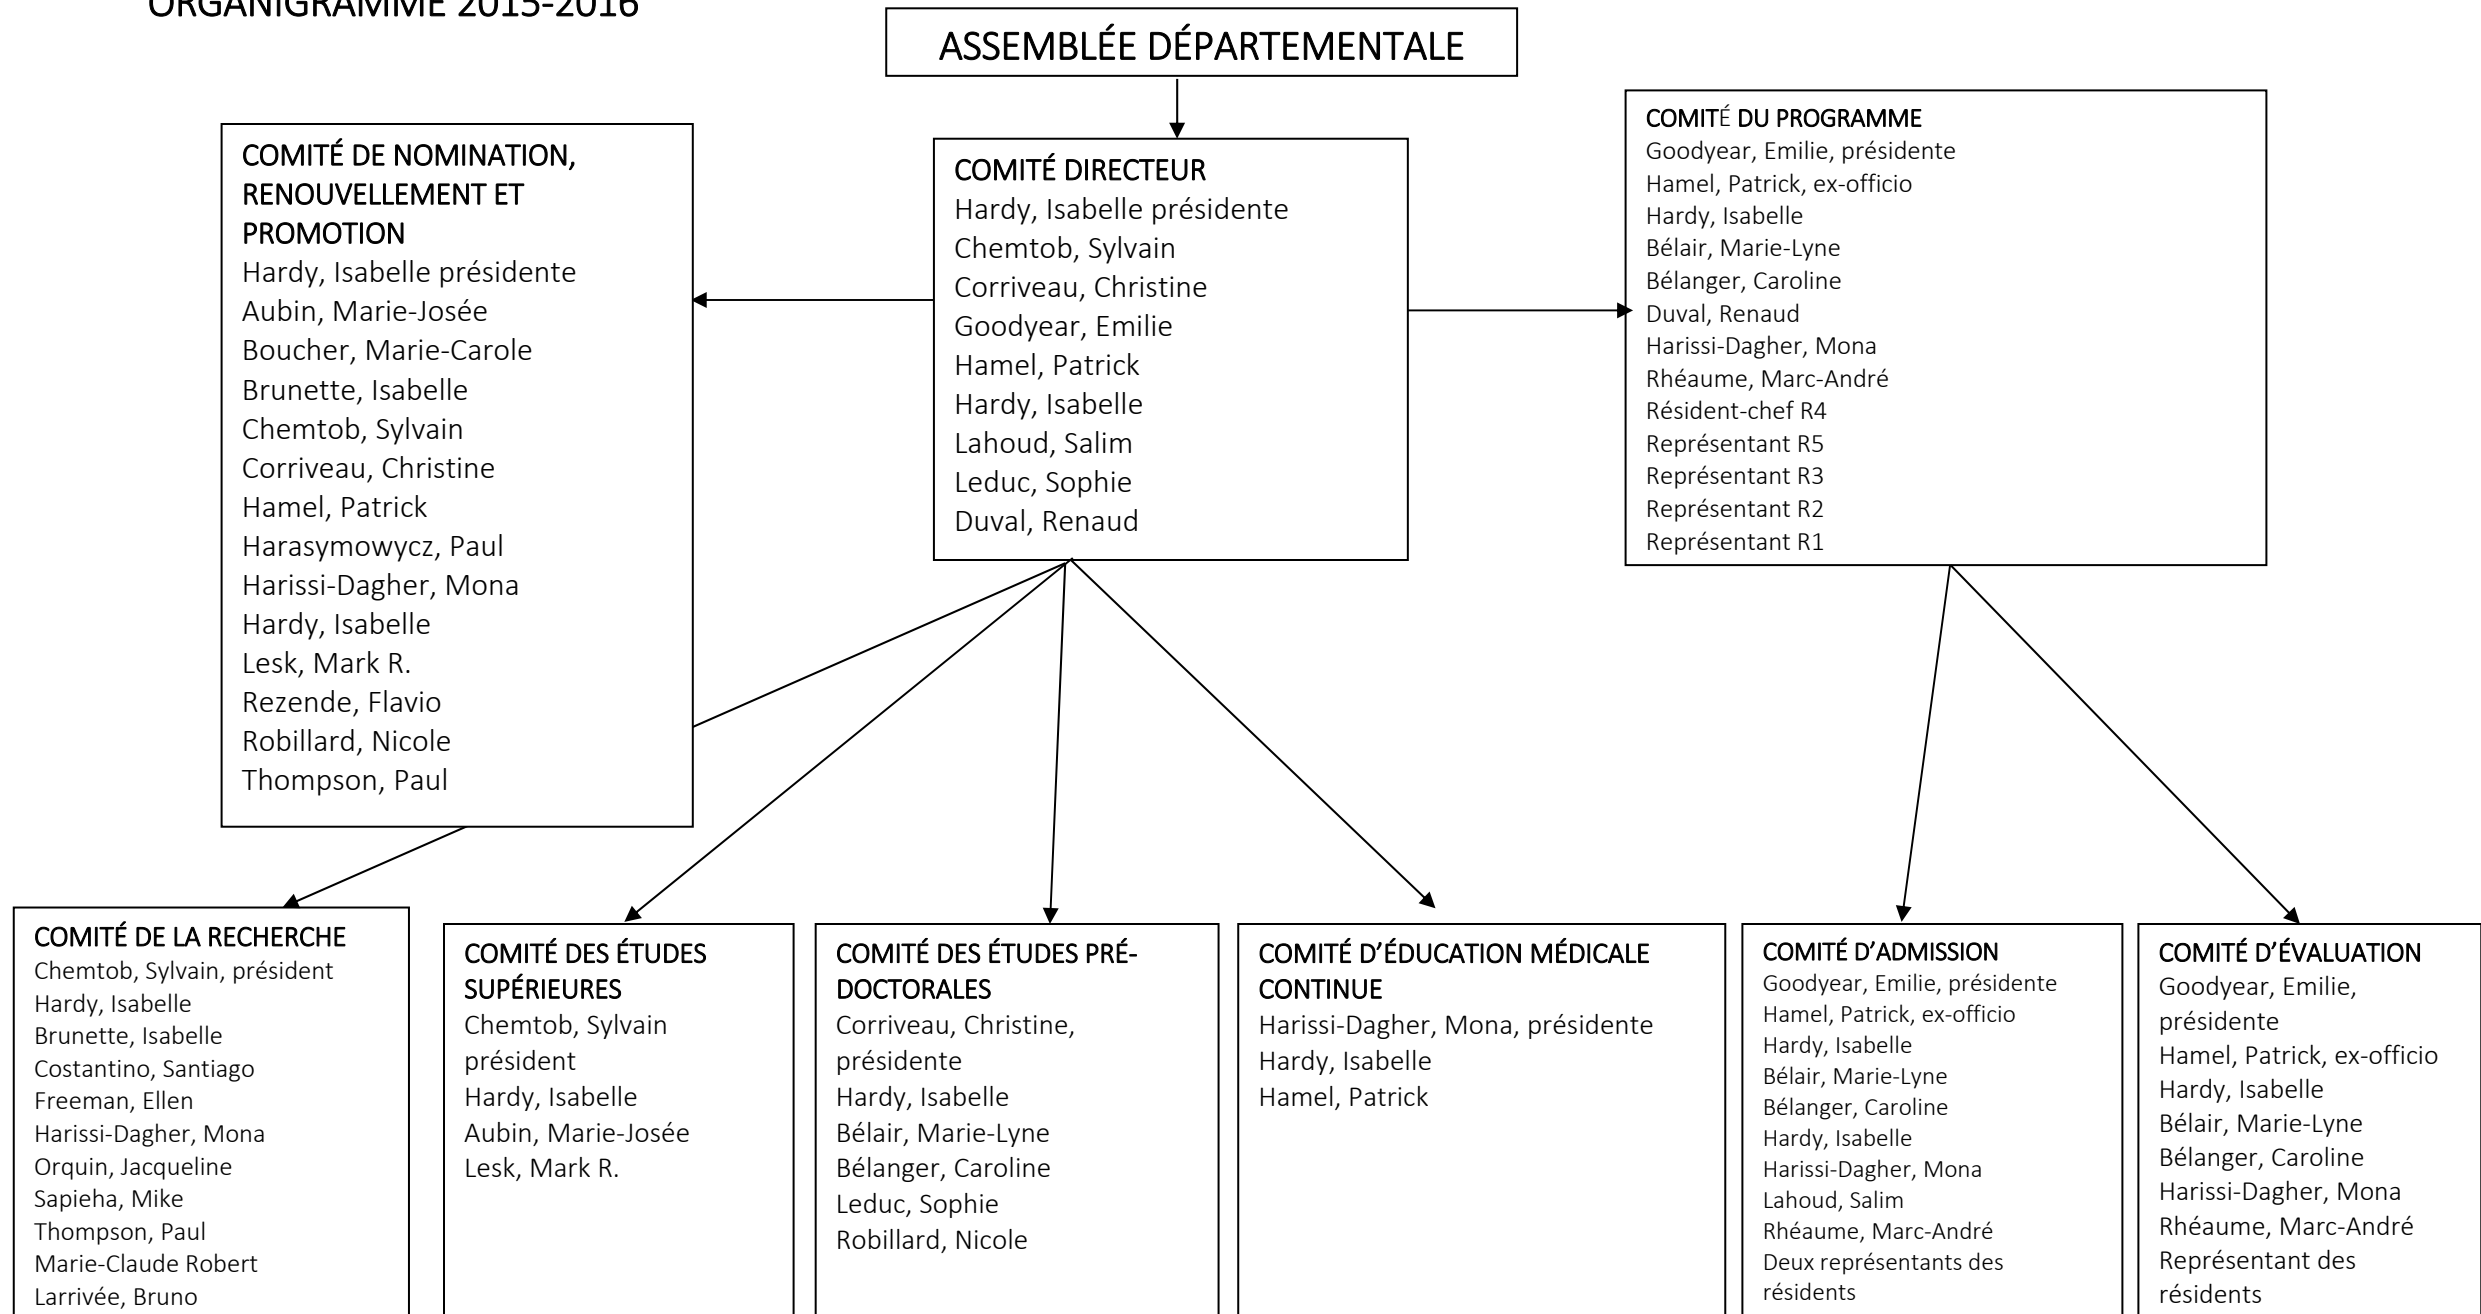 ORGANIGRAMME 2015-2016
ASSEMBLÉE DÉPARTEMENTALE
COMITÉ DE NOMINATION,
RENOUVELLEMENT ET
PROMOTION
Hardy, Isabelle présidente
Aubin, Marie-Josée
Boucher, Marie-Carole
Brunette, Isabelle
Chemtob, Sylvain
Corriveau, Christine
Hamel, Patrick
Harasymowycz, Paul
Harissi-Dagher, Mona
Hardy, Isabelle
Lesk, Mark R.
Rezende, Flavio
Robillard, Nicole
Thompson, Paul
COMITÉ DIRECTEUR
Hardy, Isabelle présidente
Chemtob, Sylvain
Corriveau, Christine
Goodyear, Emilie
Hamel, Patrick
Hardy, Isabelle
Lahoud, Salim
Leduc, Sophie
Duval, Renaud
COMITÉ DU PROGRAMME
Goodyear, Emilie, présidente
Hamel, Patrick, ex-officio
Hardy, Isabelle
Bélair, Marie-Lyne
Bélanger, Caroline
Duval, Renaud
Harissi-Dagher, Mona
Rhéaume, Marc-André
Résident-chef R4
Représentant R5
Représentant R3
Représentant R2
Représentant R1
COMITÉ DE LA RECHERCHE
Chemtob, Sylvain, président
Hardy, Isabelle
Brunette, Isabelle
Costantino, Santiago
Freeman, Ellen
Harissi-Dagher, Mona
Orquin, Jacqueline
Sapieha, Mike
Thompson, Paul
Marie-Claude Robert
Larrivée, Bruno
COMITÉ DES ÉTUDES
SUPÉRIEURES
Chemtob, Sylvain
président
Hardy, Isabelle
Aubin, Marie-Josée
Lesk, Mark R.
COMITÉ DES ÉTUDES PRÉ-
DOCTORALES
Corriveau, Christine,
présidente
Hardy, Isabelle
Bélair, Marie-Lyne
Bélanger, Caroline
Leduc, Sophie
Robillard, Nicole
COMITÉ D’ÉDUCATION MÉDICALE
CONTINUE
Harissi-Dagher, Mona, présidente
Hardy, Isabelle
Hamel, Patrick
COMITÉ D’ADMISSION
Goodyear, Emilie, présidente
Hamel, Patrick, ex-officio
Hardy, Isabelle
Bélair, Marie-Lyne
Bélanger, Caroline
Hardy, Isabelle
Harissi-Dagher, Mona
Lahoud, Salim
Rhéaume, Marc-André
Deux représentants des
résidents
COMITÉ D’ÉVALUATION
Goodyear, Emilie,
présidente
Hamel, Patrick, ex-officio
Hardy, Isabelle
Bélair, Marie-Lyne
Bélanger, Caroline
Harissi-Dagher, Mona
Rhéaume, Marc-André
Représentant des
résidents